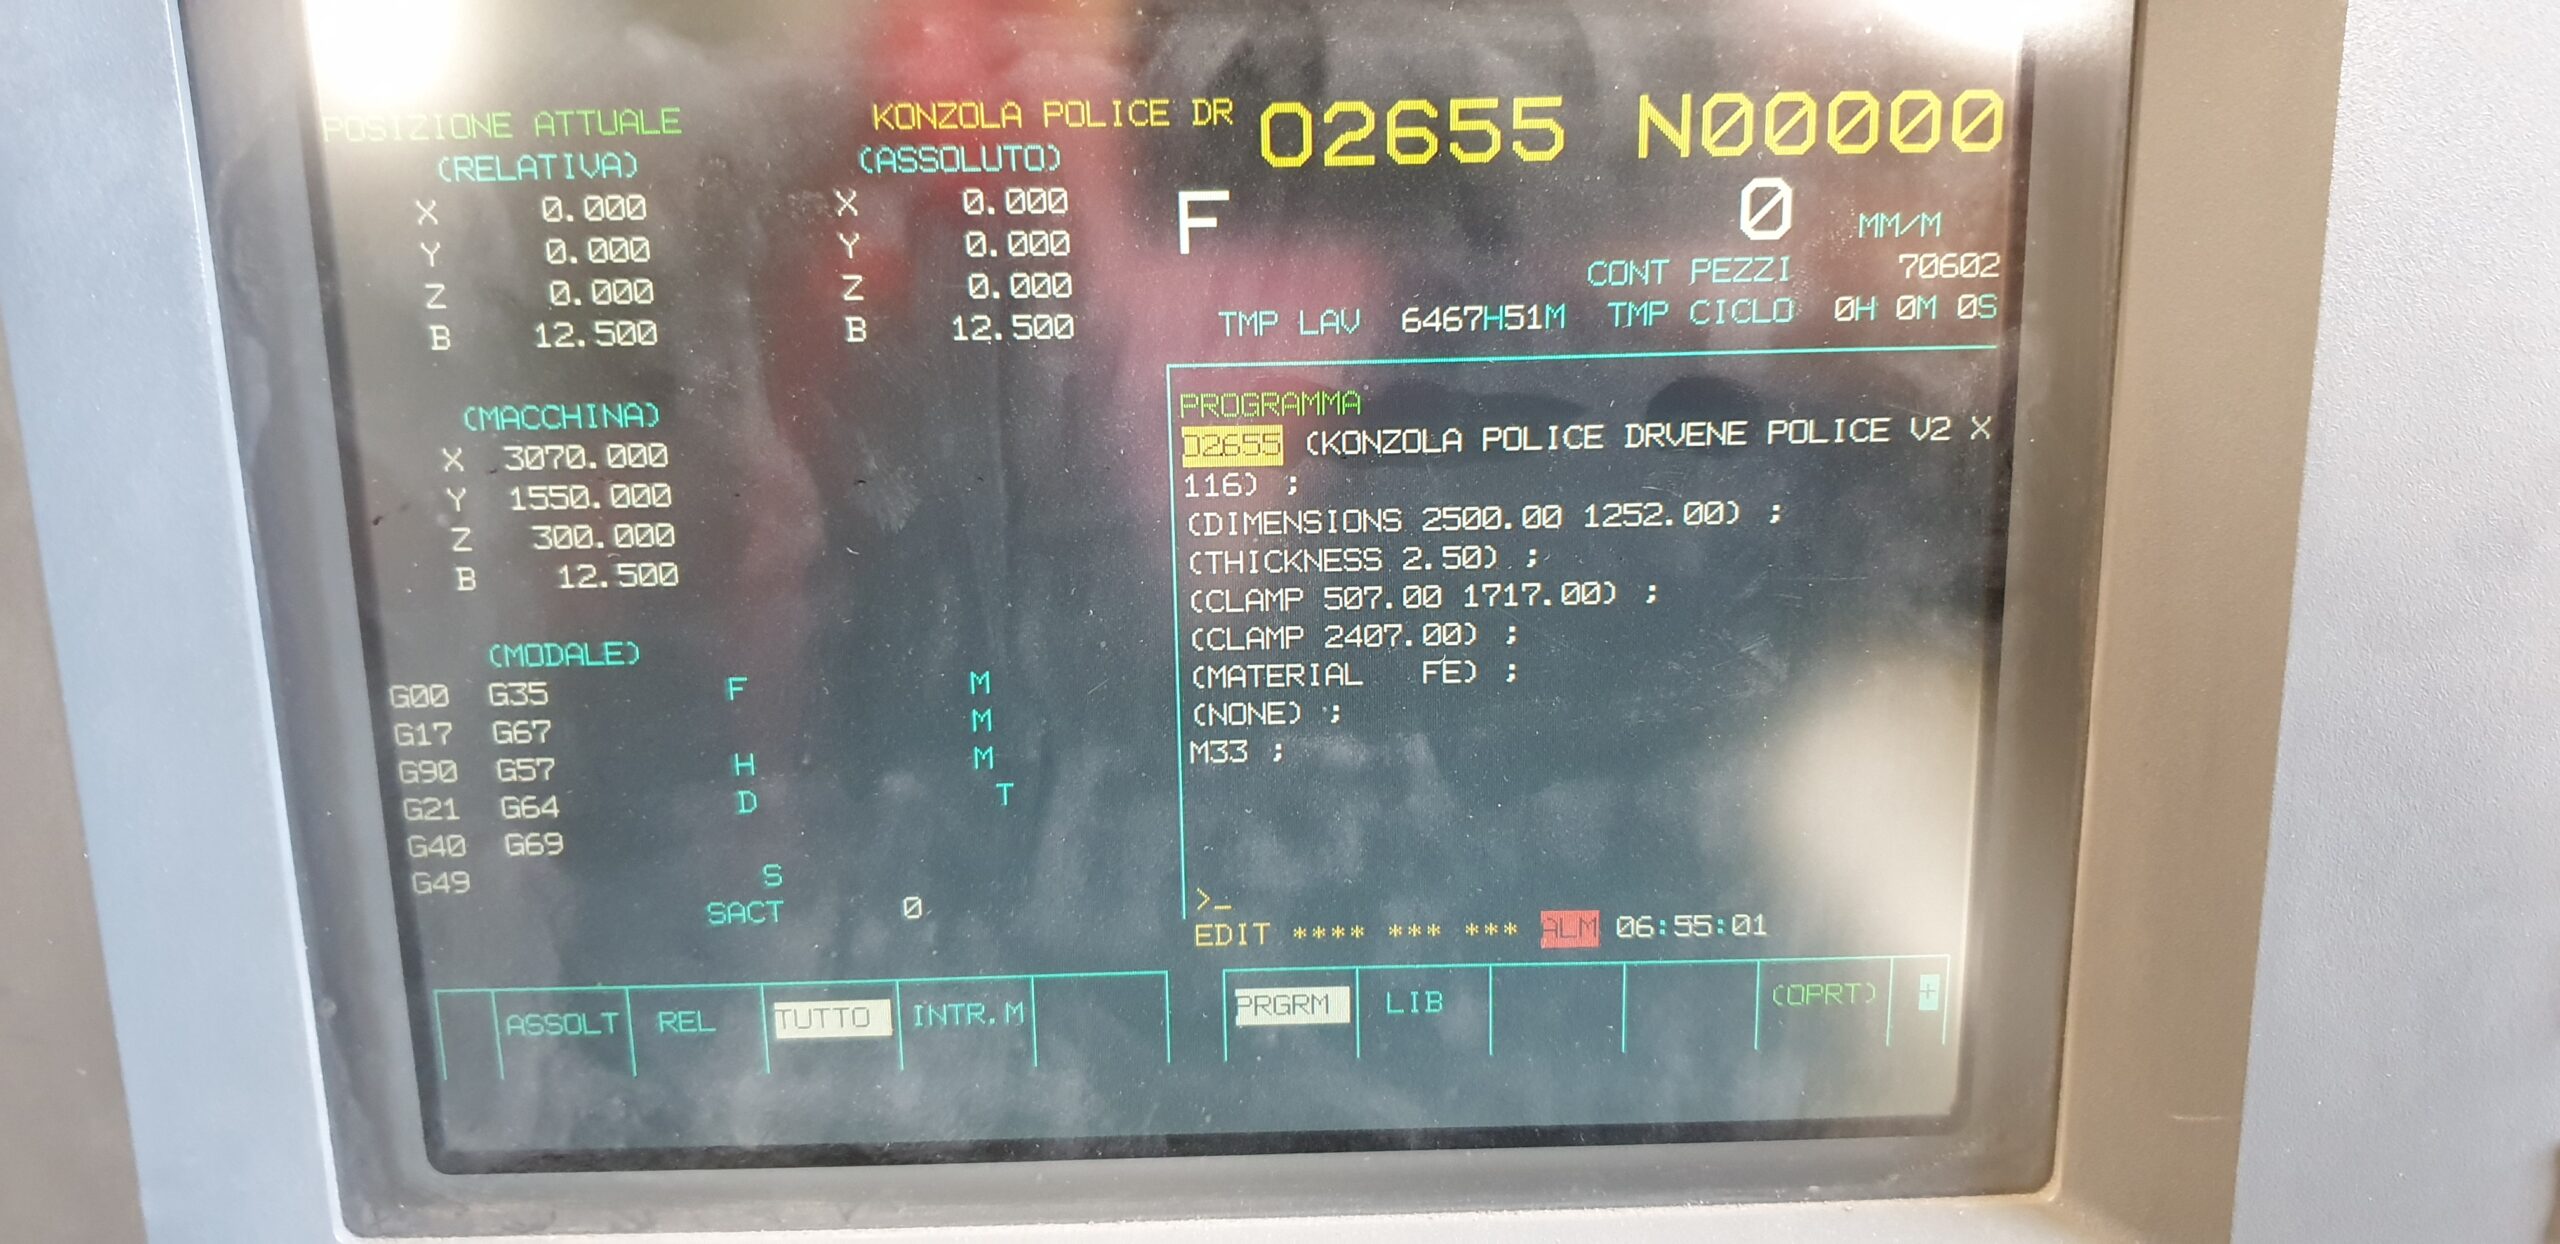 POSIZIONE ATTUALE KONZOLA POLICE DR O2655 N00000
(RELATIVA) (ASSOLUTO)
X 0.000 X 0.000 F 0 MM/M
Y 0.000 Y 0.000
Z 0.000 Z 0.000 CONT PEZZI 70602
B 12.500 B 12.500 TMP LAV 6467H51M TMP CICLO 0H 0M 0S
(MACCHINA)
X 3070.000
Y 1550.000
Z 300.000
B 12.500
(MODALE)
G00 G35 F M
G17 G67 M
G90 G57 H M
G21 G64 D T
G40 G69
G49 S
SACT 0
PROGRAMMA
O2655 (KONZOLA POLICE DRVENE POLICE V2 X
116) ;
(DIMENSIONS 2500.00 1252.00) ;
(THICKNESS 2.50) ;
(CLAMP 507.00 1717.00) ;
(CLAMP 2407.00) ;
(MATERIAL FE) ;
(NONE) ;
M33 ;
>_
EDIT **** *** *** ALM 06:55:01
ASSOLT REL TUTTO INTR.M PRGRM LIB (OPRT) +